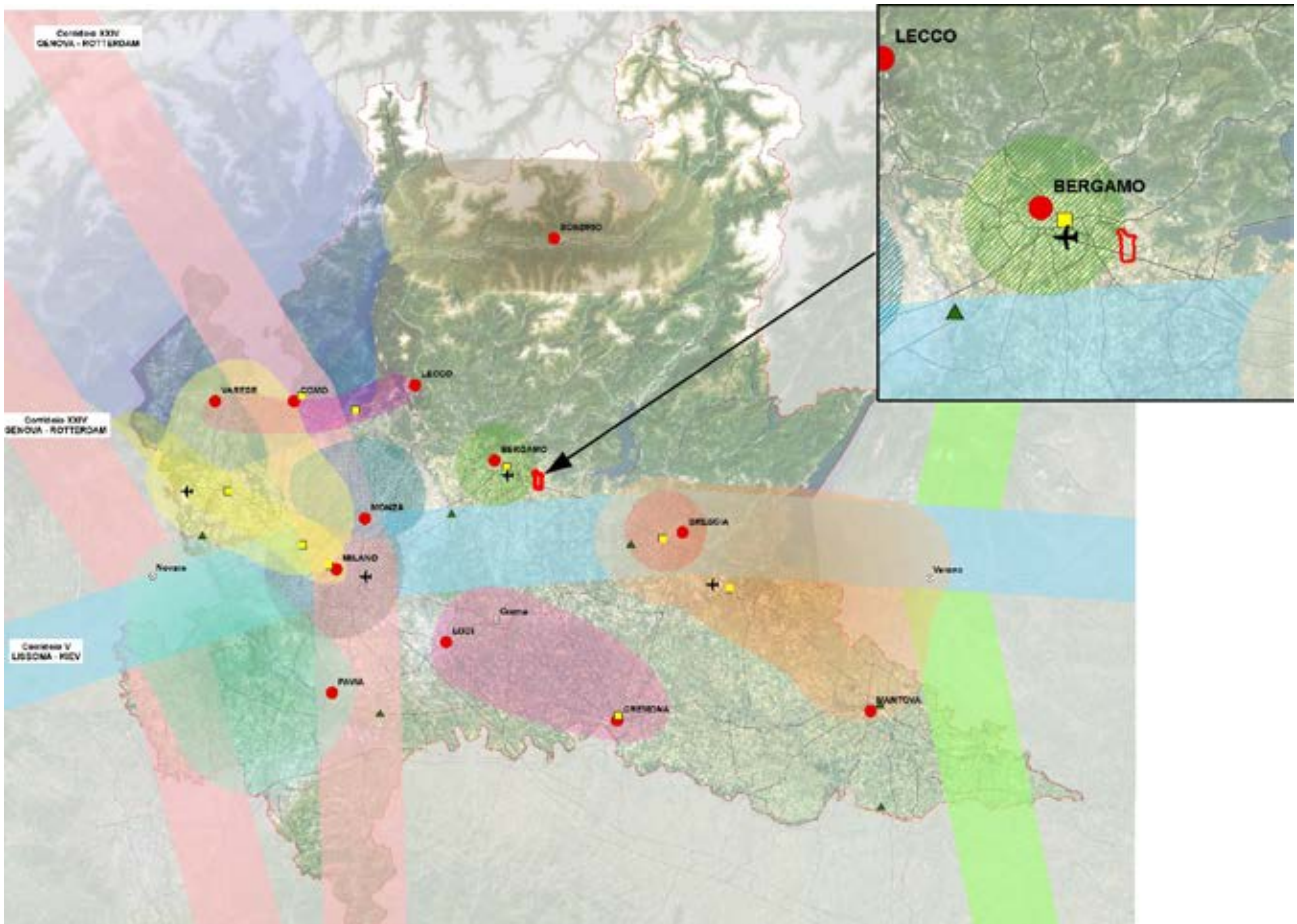 Corridoio XXIV
GENOVA - ROTTERDAM
LECCO
BERGAMO
SONDRIO
LECCO
VARESE
COMO
Corridoio XXIV
GENOVA - ROTTERDAM
BERGAMO
MONZA
BRESCIA
MILANO
Novara
Verona
Crema
LODI
Corridoio V
LISSONA - KIEV
PAVIA
CREMONA
MANTOVA